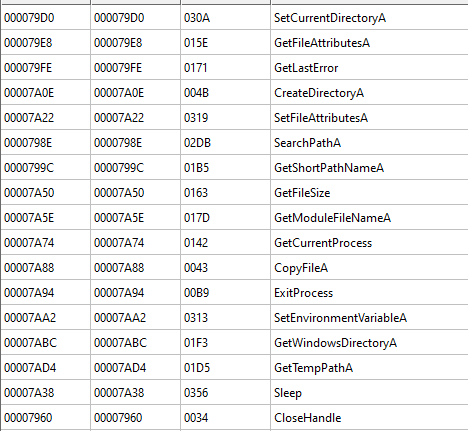 000079D0 000079D0 030A SetCurrentDirectoryA
000079E8 000079E8 015E GetFileAttributesA
000079FE 000079FE 0171 GetLastError
00007A0E 00007A0E 004B CreateDirectoryA
00007A22 00007A22 0319 SetFileAttributesA
0000798E 0000798E 02DB SearchPathA
0000799C 0000799C 01B5 GetShortPathNameA
00007A50 00007A50 0163 GetFileSize
00007A5E 00007A5E 017D GetModuleFileNameA
00007A74 00007A74 0142 GetCurrentProcess
00007A88 00007A88 0043 CopyFileA
00007A94 00007A94 00B9 ExitProcess
00007AA2 00007AA2 0313 SetEnvironmentVariableA
00007ABC 00007ABC 01F3 GetWindowsDirectoryA
00007AD4 00007AD4 01D5 GetTempPathA
00007A38 00007A38 0356 Sleep
00007960 00007960 0034 CloseHandle